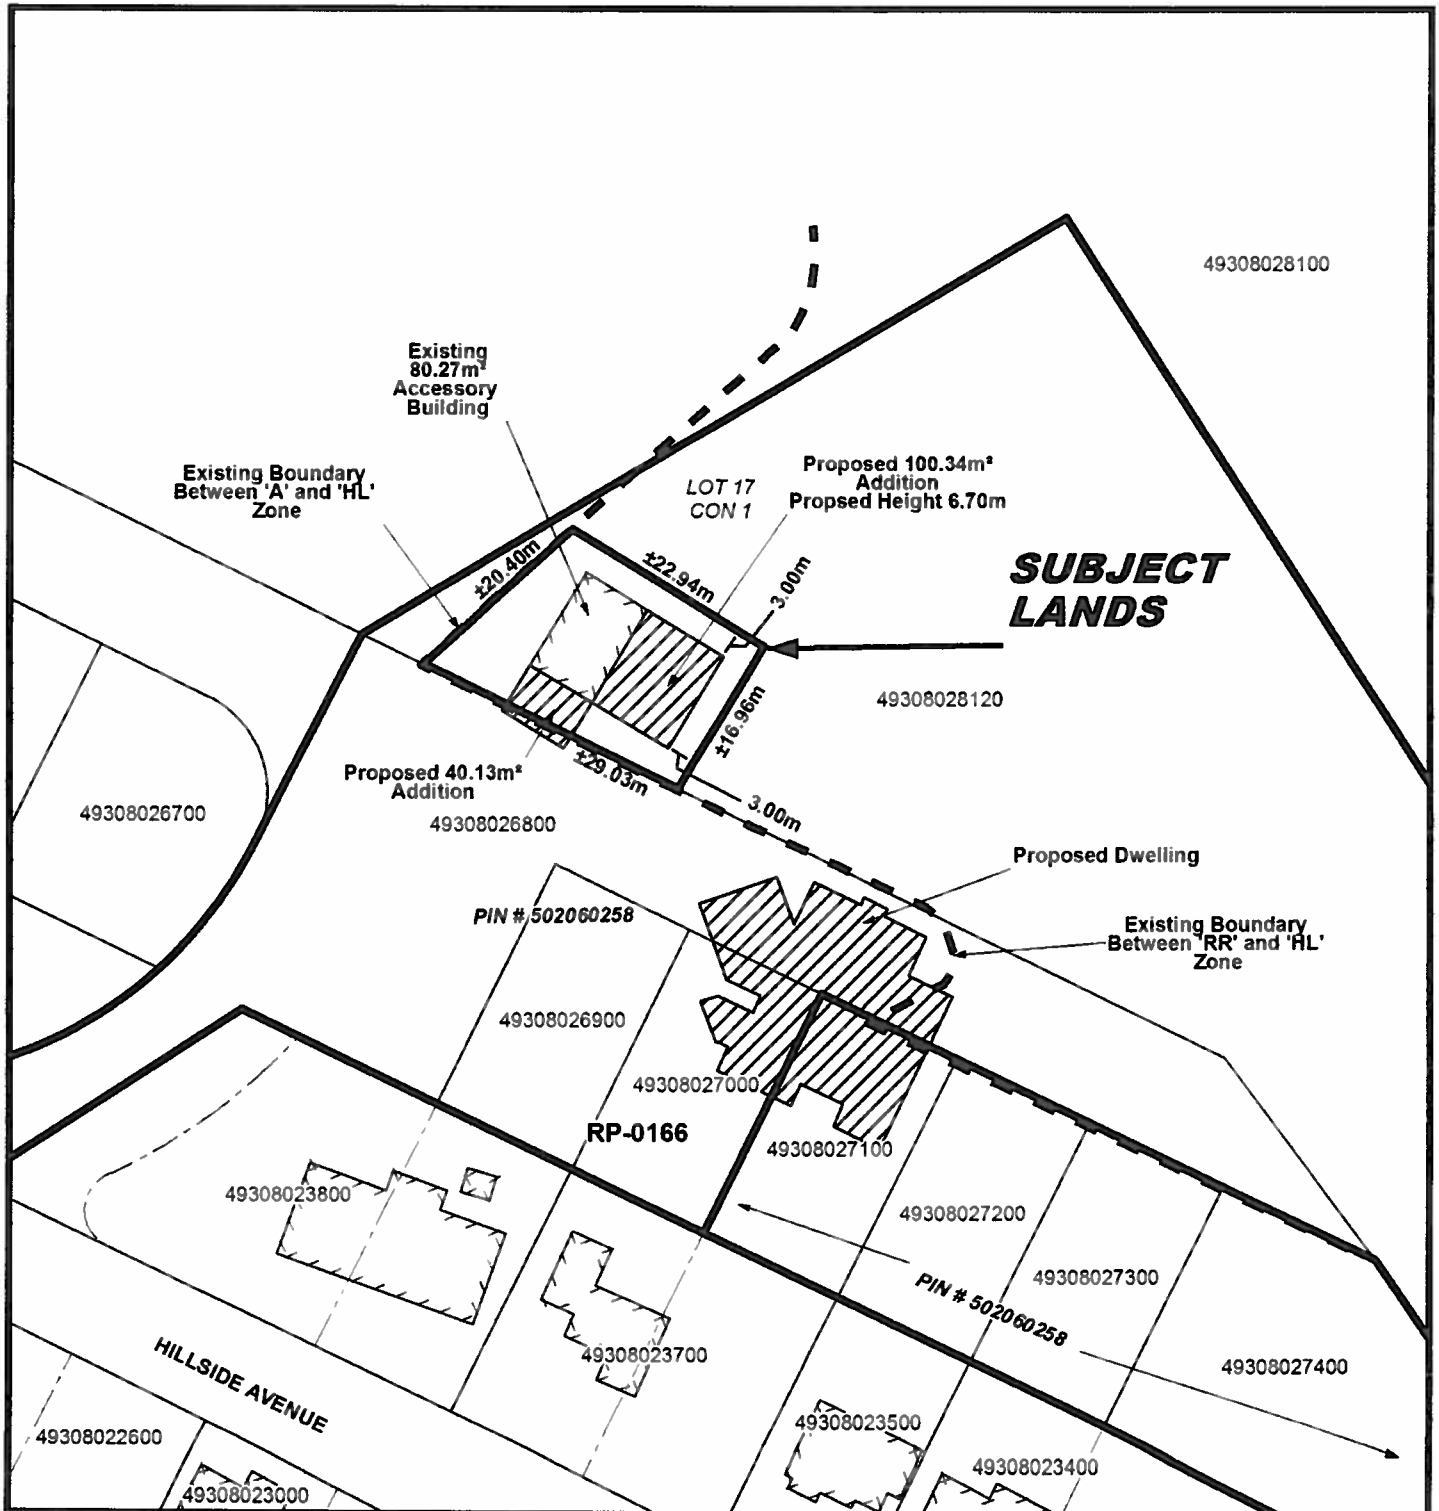 49308028100
Existing
80.27m²
Accessory
Building
Existing Boundary
Between 'A' and 'HL'
Zone
LOT 17
CON 1
Proposed 100.34m²
Addition
Propsed Height 6.70m
±20.40m
±22.94m
3.00m
SUBJECT
LANDS
49308028120
±16.96m
±29.03m
Proposed 40.13m²
Addition
3.00m
49308026700
49308026800
Proposed Dwelling
PIN # 502060258
Existing Boundary
Between 'RR' and 'HL'
Zone
49308026900
49308027000
RP-0166
49308027100
49308023800
49308027200
49308027300
PIN # 502060258
49308023700
49308027400
HILLSIDE AVENUE
49308022600
49308023500
49308023400
49308023000